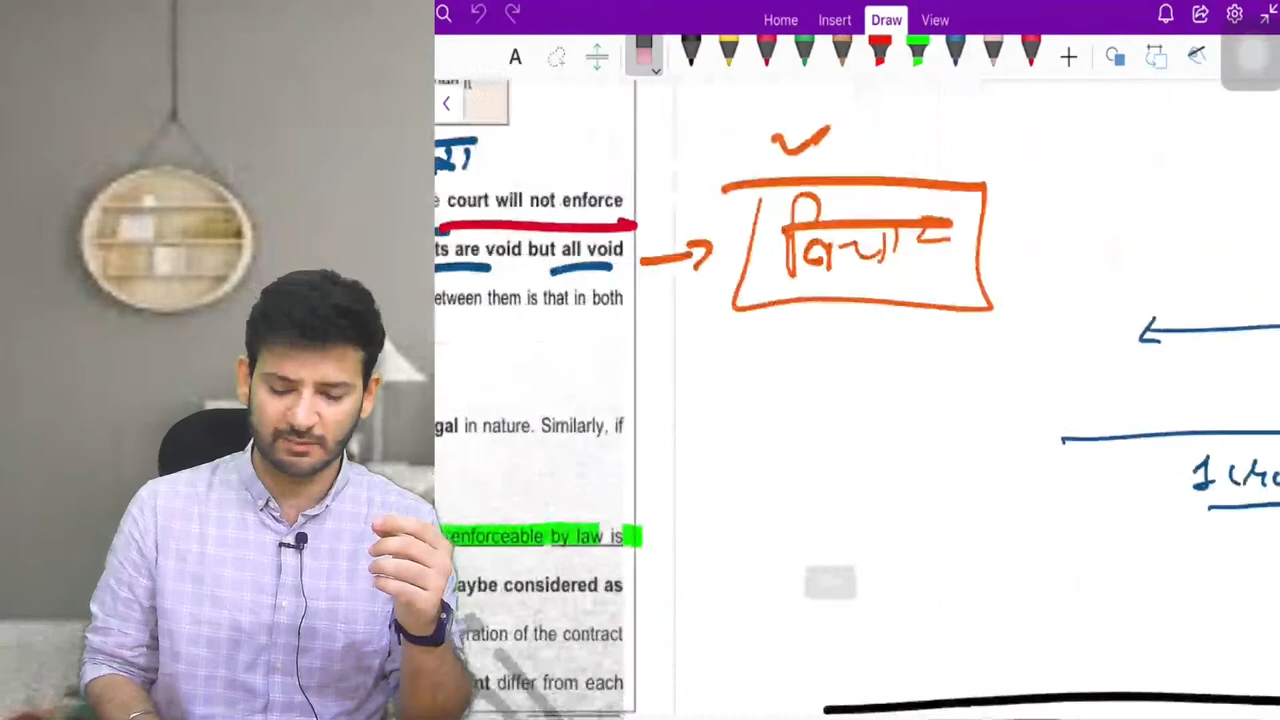 Home Insert Draw View
A
court will not enforce
ts are void but all void
etween them is that in both
gal in nature. Similarly, if
enforceable by law is
aybe considered as
ration of the contract
nt differ from each
विचार